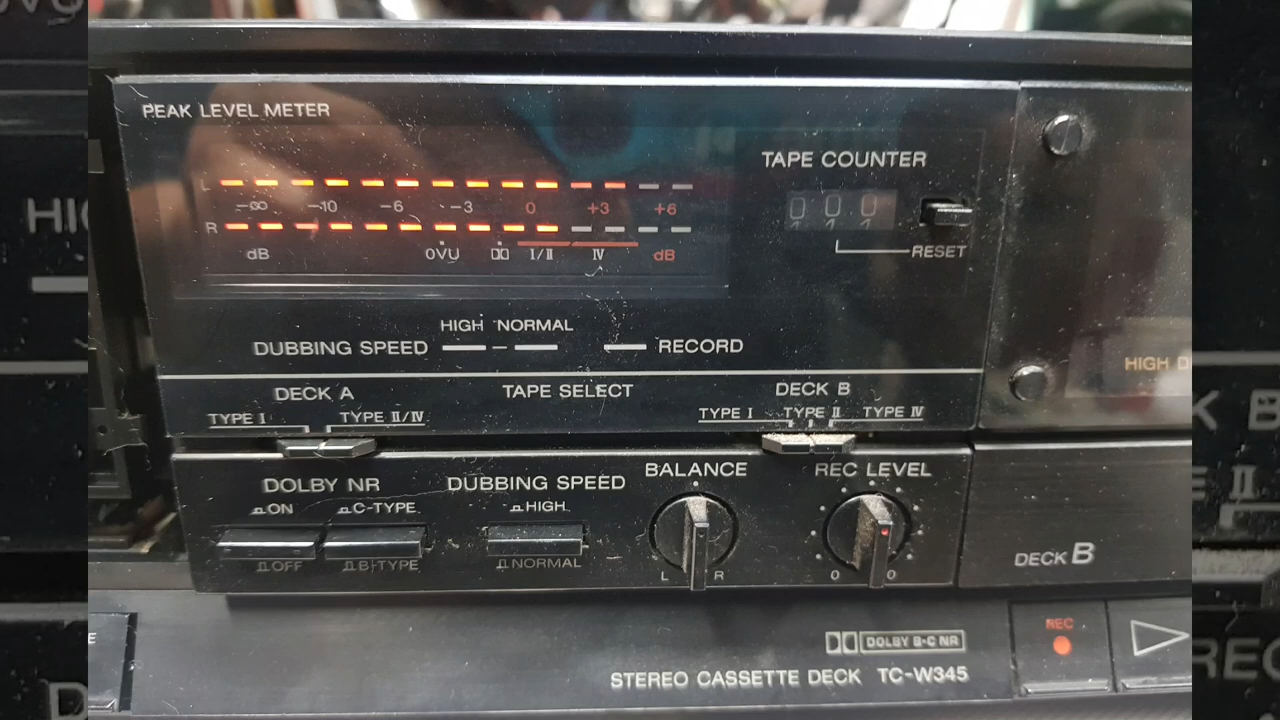 PEAK LEVEL METER
TAPE COUNTER
L
−∞ −10 −6 −3 0 +3 +6
000
R
RESET
dB 0VU I/II IV dB
HIGH NORMAL
DUBBING SPEED RECORD
HIGH D
DECK A TAPE SELECT DECK B
TYPE I TYPE II/IV TYPE I TYPE II TYPE IV
DOLBY NR DUBBING SPEED BALANCE REC LEVEL
ON C-TYPE HIGH
OFF B-TYPE NORMAL L R 0 10
DECK B
REC
DOLBY B-C NR
STEREO CASSETTE DECK TC-W345